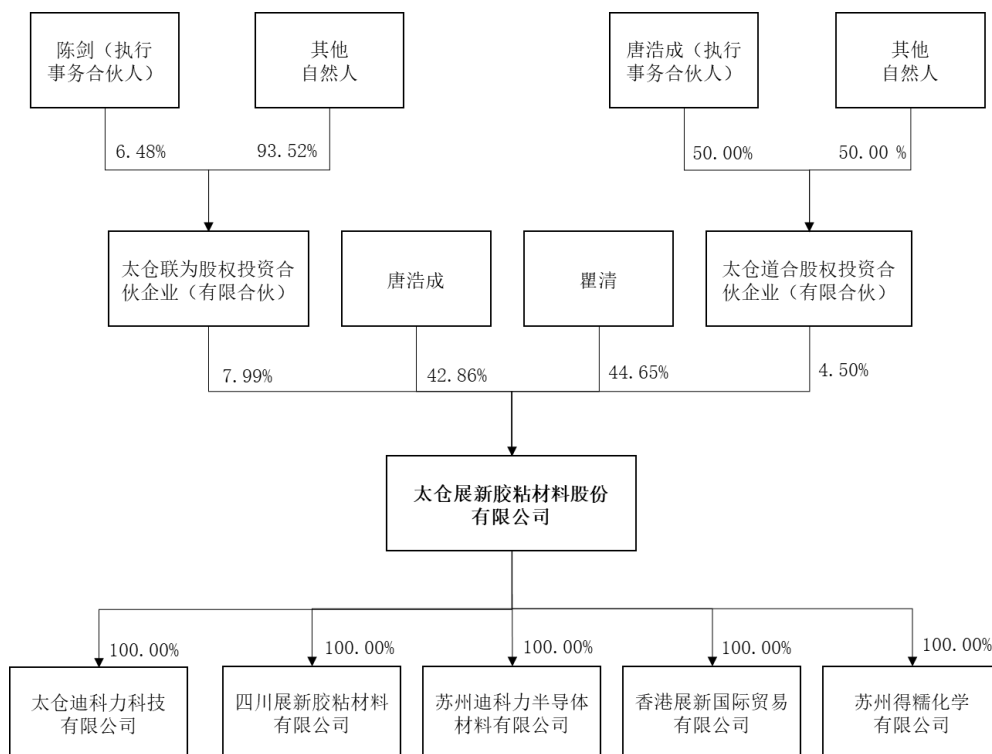 陈剑（执行
事务合伙人）
其他
自然人
唐浩成（执行
事务合伙人）
其他
自然人
6.48%
93.52%
50.00%
50.00 %
太仓联为股权投资合
伙企业（有限合伙）
唐浩成
瞿清
太仓道合股权投资合
伙企业（有限合伙）
7.99%
42.86%
44.65%
4.50%
太仓展新胶粘材料股份
有限公司
100.00%
100.00%
100.00%
100.00%
100.00%
太仓迪科力科技
有限公司
四川展新胶粘材料
有限公司
苏州迪科力半导体
材料有限公司
香港展新国际贸易
有限公司
苏州得糯化学
有限公司